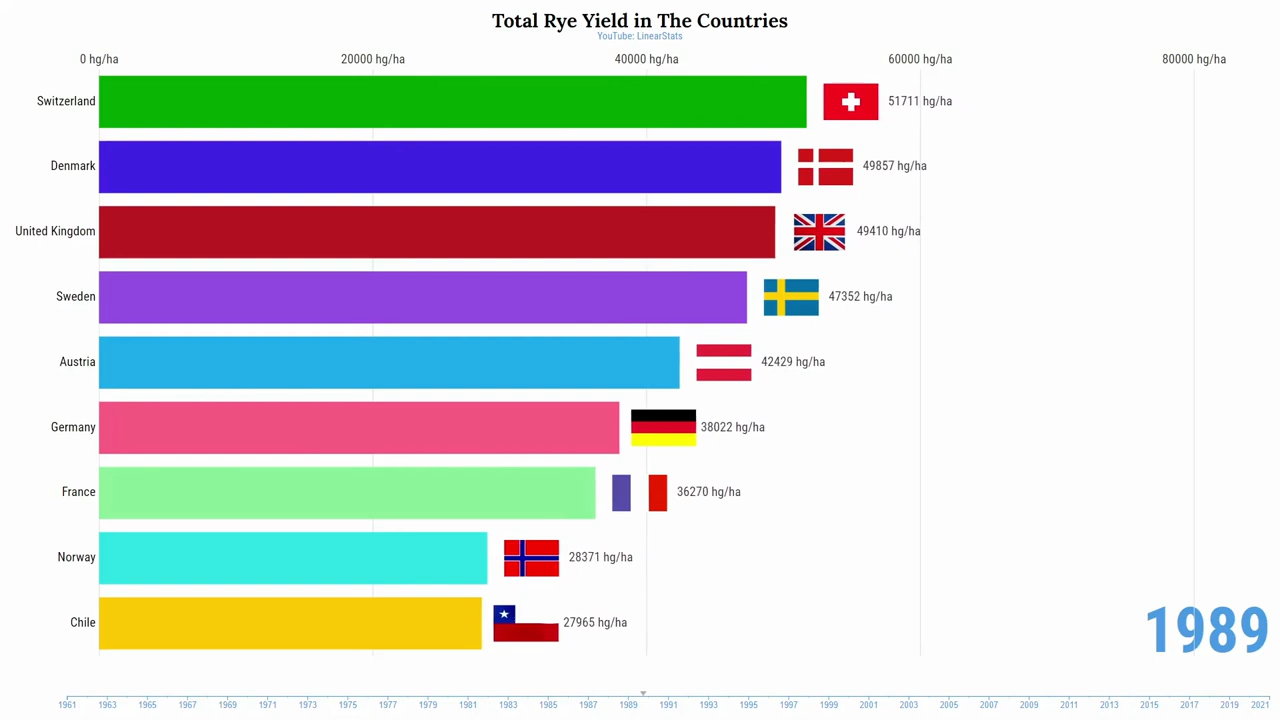 Total Rye Yield in The Countries
YouTube: LinearStats
0 hg/ha 20000 hg/ha 40000 hg/ha 60000 hg/ha 80000 hg/ha
Switzerland 51711 hg/ha
Denmark 49857 hg/ha
United Kingdom 49410 hg/ha
Sweden 47352 hg/ha
Austria 42429 hg/ha
Germany 38022 hg/ha
France 36270 hg/ha
Norway 28371 hg/ha
Chile 27965 hg/ha
1989
1961 1963 1965 1967 1969 1971 1973 1975 1977 1979 1981 1983 1985 1987 1989 1991 1993 1995 1997 1999 2001 2003 2005 2007 2009 2011 2013 2015 2017 2019 2021